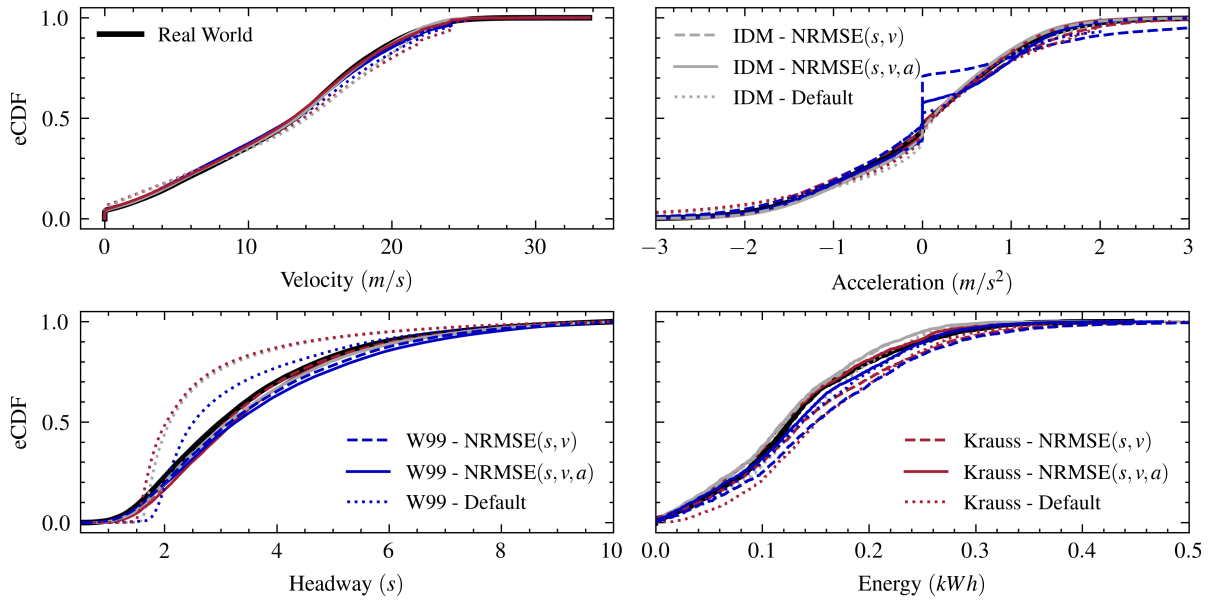 1.0
0.5
0.0
eCDF
Real World
0 10 20 30
Velocity (m/s)
IDM - NRMSE(s, v)
IDM - NRMSE(s, v, a)
IDM - Default
−3 −2 −1 0 1 2 3
Acceleration (m/s²)
1.0
0.5
0.0
eCDF
W99 - NRMSE(s, v)
W99 - NRMSE(s, v, a)
W99 - Default
2 4 6 8 10
Headway (s)
Krauss - NRMSE(s, v)
Krauss - NRMSE(s, v, a)
Krauss - Default
0.0 0.1 0.2 0.3 0.4 0.5
Energy (kWh)